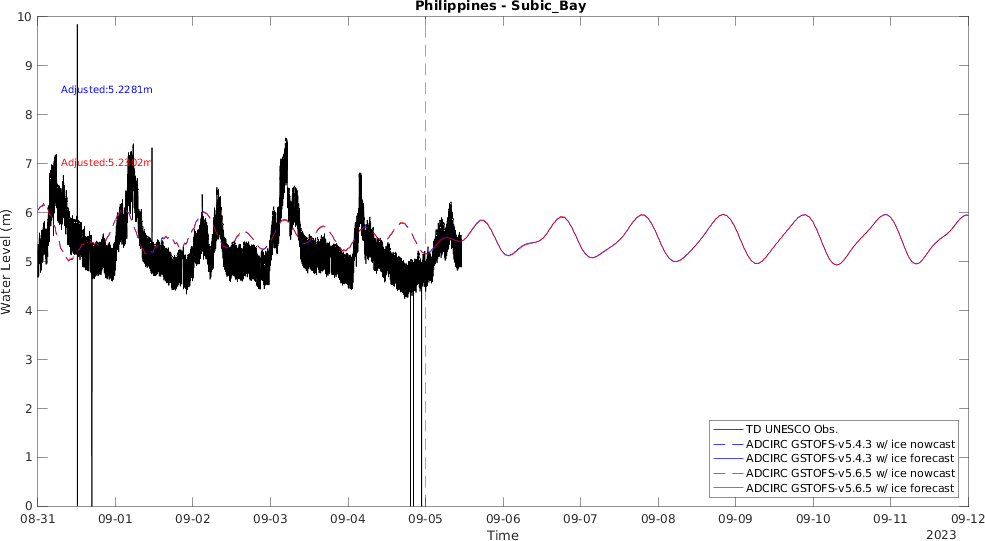 Philippines - Subic_Bay
10
9
8
7
6
5
4
3
2
1
0
Water Level (m)
Adjusted:5.2281m
Adjusted:5.2302m
TD UNESCO Obs.
ADCIRC GSTOFS-v5.4.3 w/ ice nowcast
ADCIRC GSTOFS-v5.4.3 w/ ice forecast
ADCIRC GSTOFS-v5.6.5 w/ ice nowcast
ADCIRC GSTOFS-v5.6.5 w/ ice forecast
08-31 09-01 09-02 09-03 09-04 09-05 09-06 09-07 09-08 09-09 09-10 09-11 09-12
Time
2023